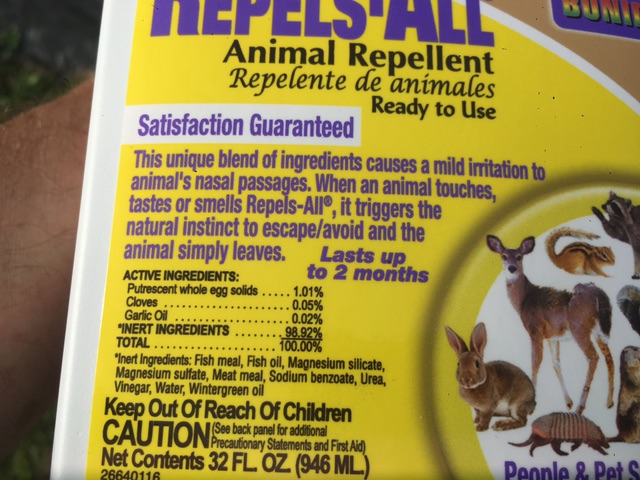 REPELS-ALL
Animal Repellent
Repelente de animales
Ready to Use
Satisfaction Guaranteed
This unique blend of ingredients causes a mild irritation to
animal's nasal passages. When an animal touches,
tastes or smells Repels-All®, it triggers the
natural instinct to escape/avoid and the
animal simply leaves.
Lasts up
to 2 months
ACTIVE INGREDIENTS:
Putrescent whole egg solids ..... 1.01%
Cloves ........................ 0.05%
Garlic Oil ..................... 0.02%
*INERT INGREDIENTS ......... 98.92%
TOTAL ....................... 100.00%
*Inert Ingredients: Fish meal, Fish oil, Magnesium silicate,
Magnesium sulfate, Meat meal, Sodium benzoate, Urea,
Vinegar, Water, Wintergreen oil
Keep Out Of Reach Of Children
CAUTION (See back panel for additional
Precautionary Statements and First Aid)
Net Contents 32 FL. OZ. (946 ML.)
26640116
People & Pet S